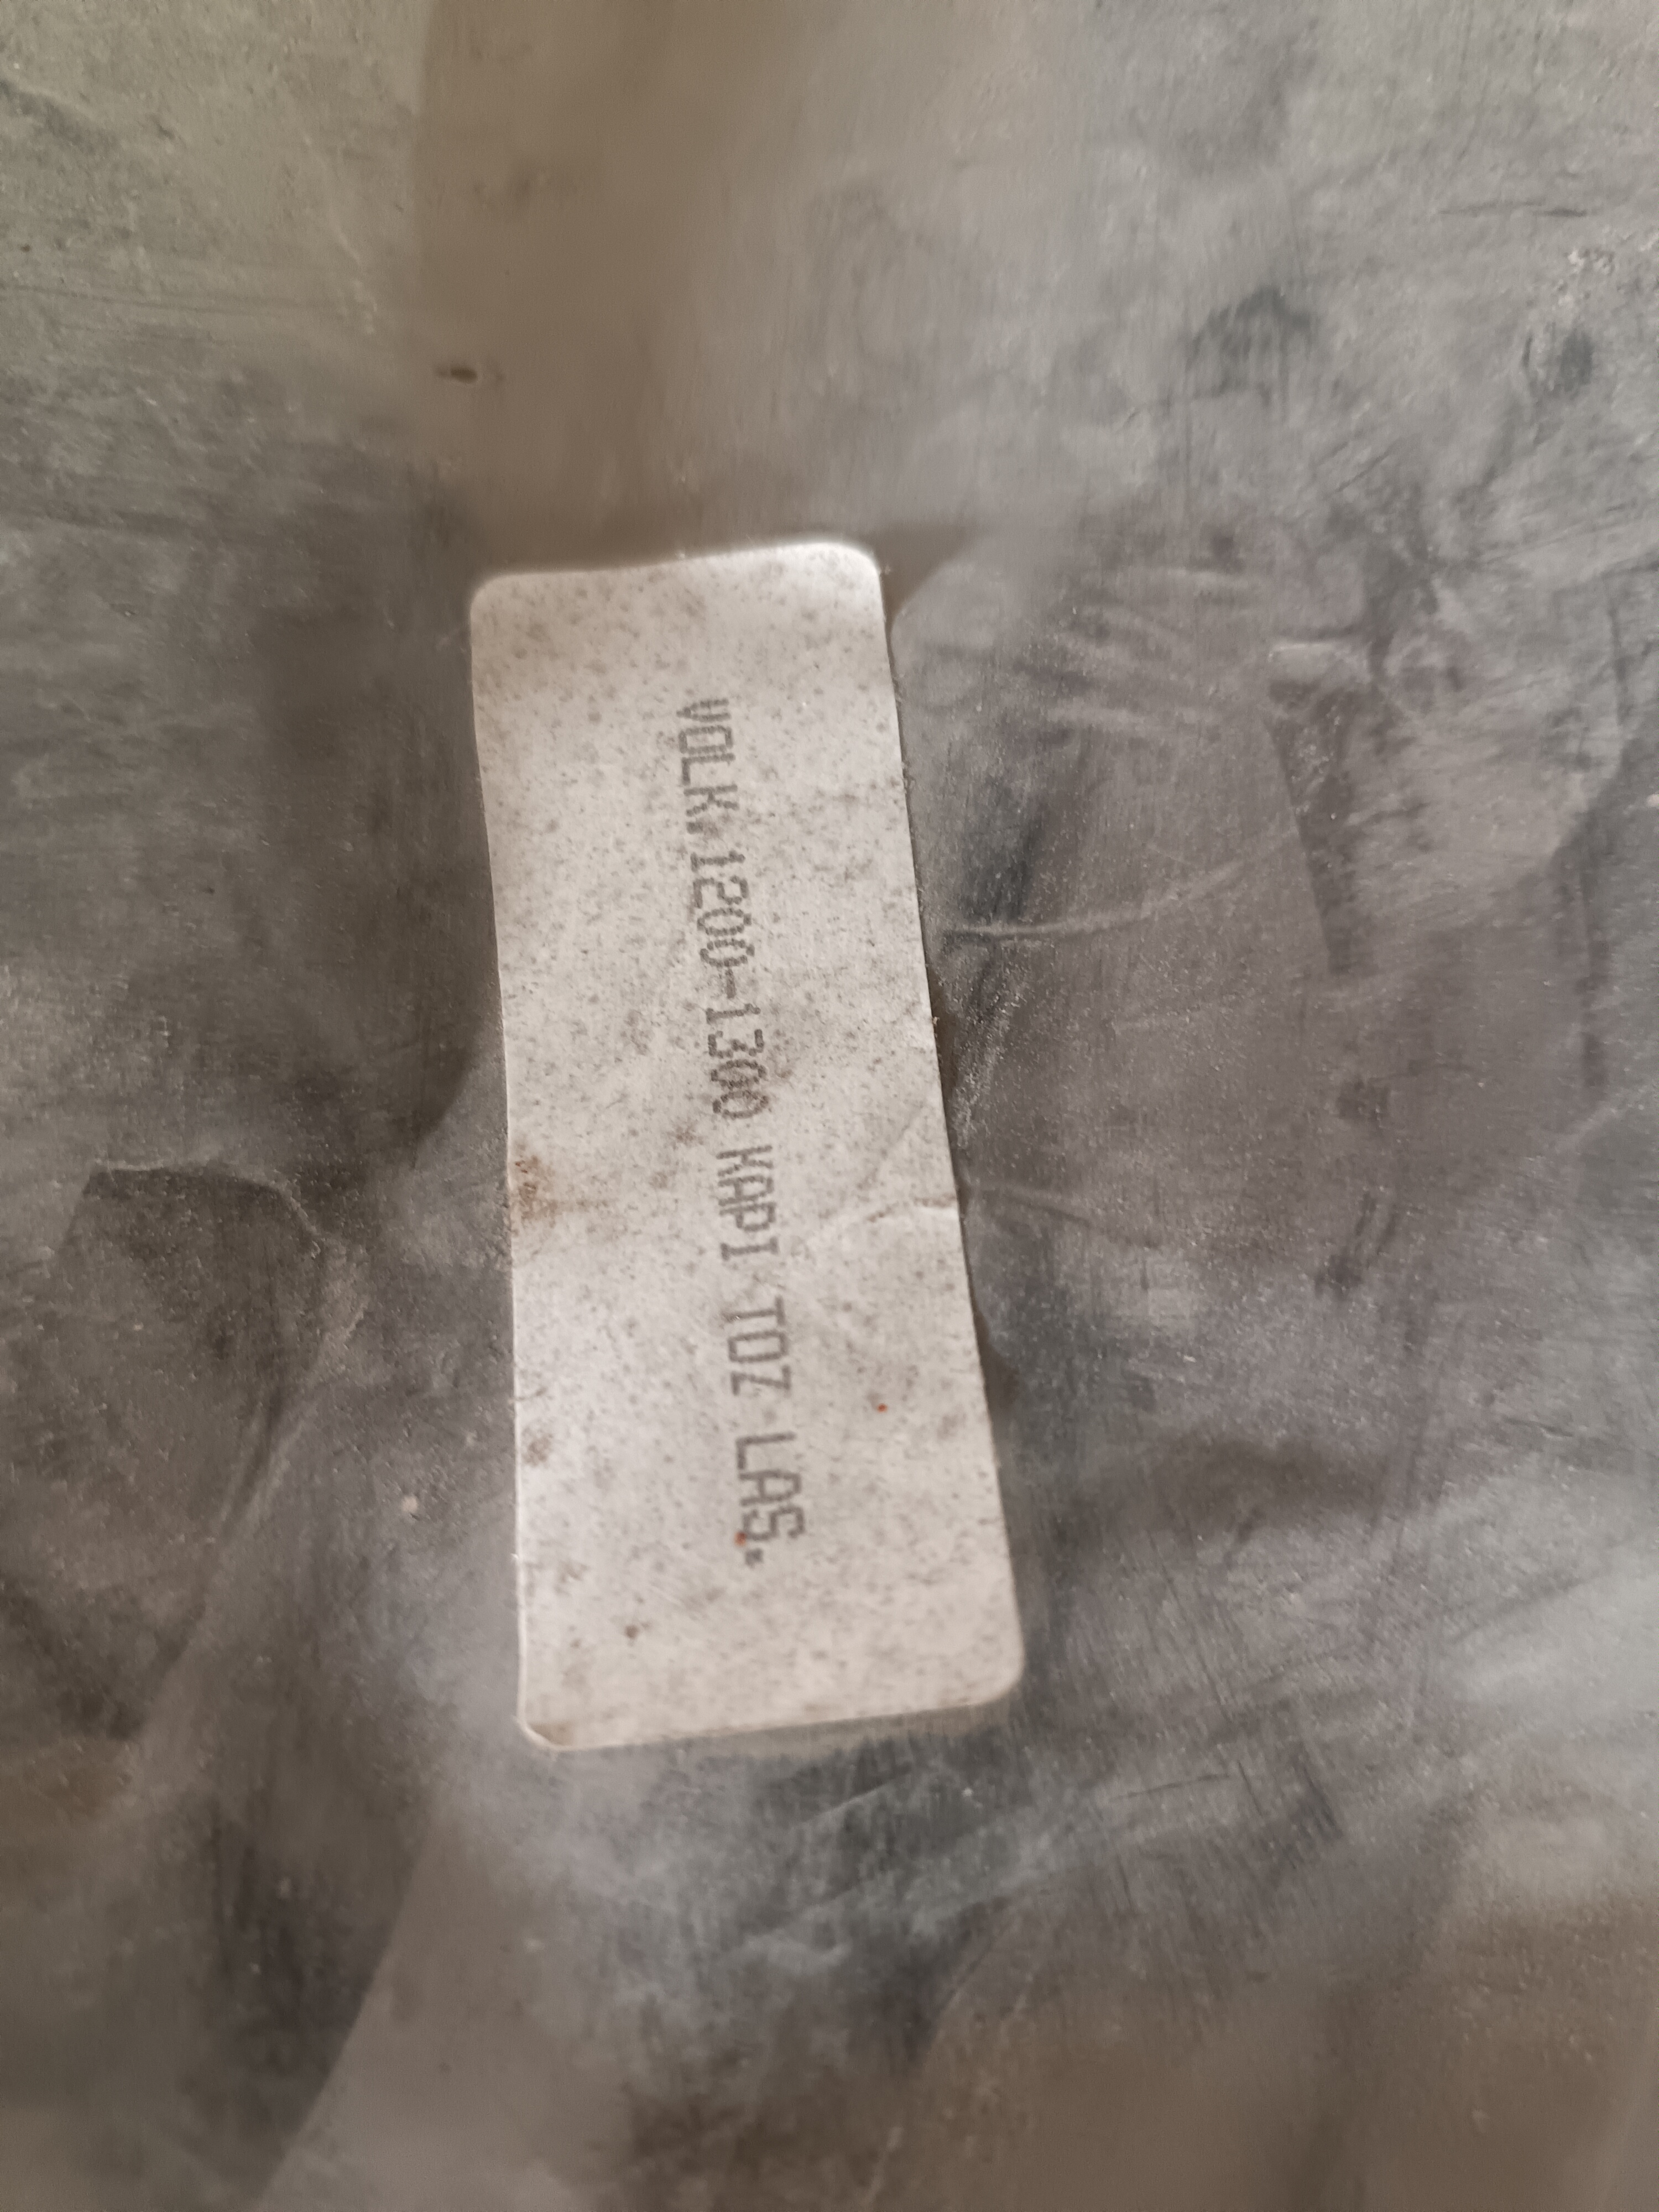 VOLK.1200-1300 KAPI TOZ LAS.